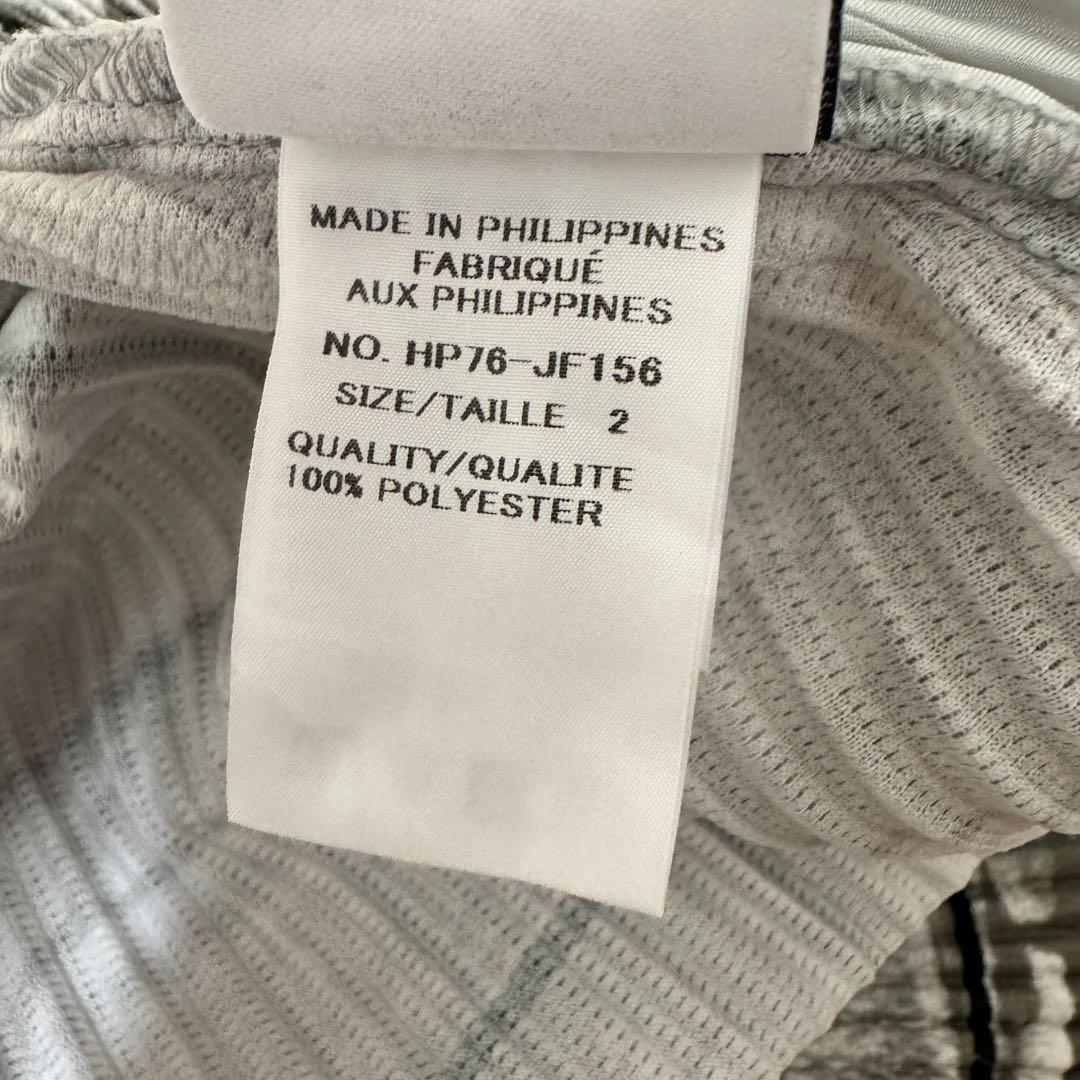 MADE IN PHILIPPINES
FABRIQUÉ
AUX PHILIPPINES
NO. HP76-JF156
SIZE/TAILLE 2
QUALITY/QUALITE
100% POLYESTER